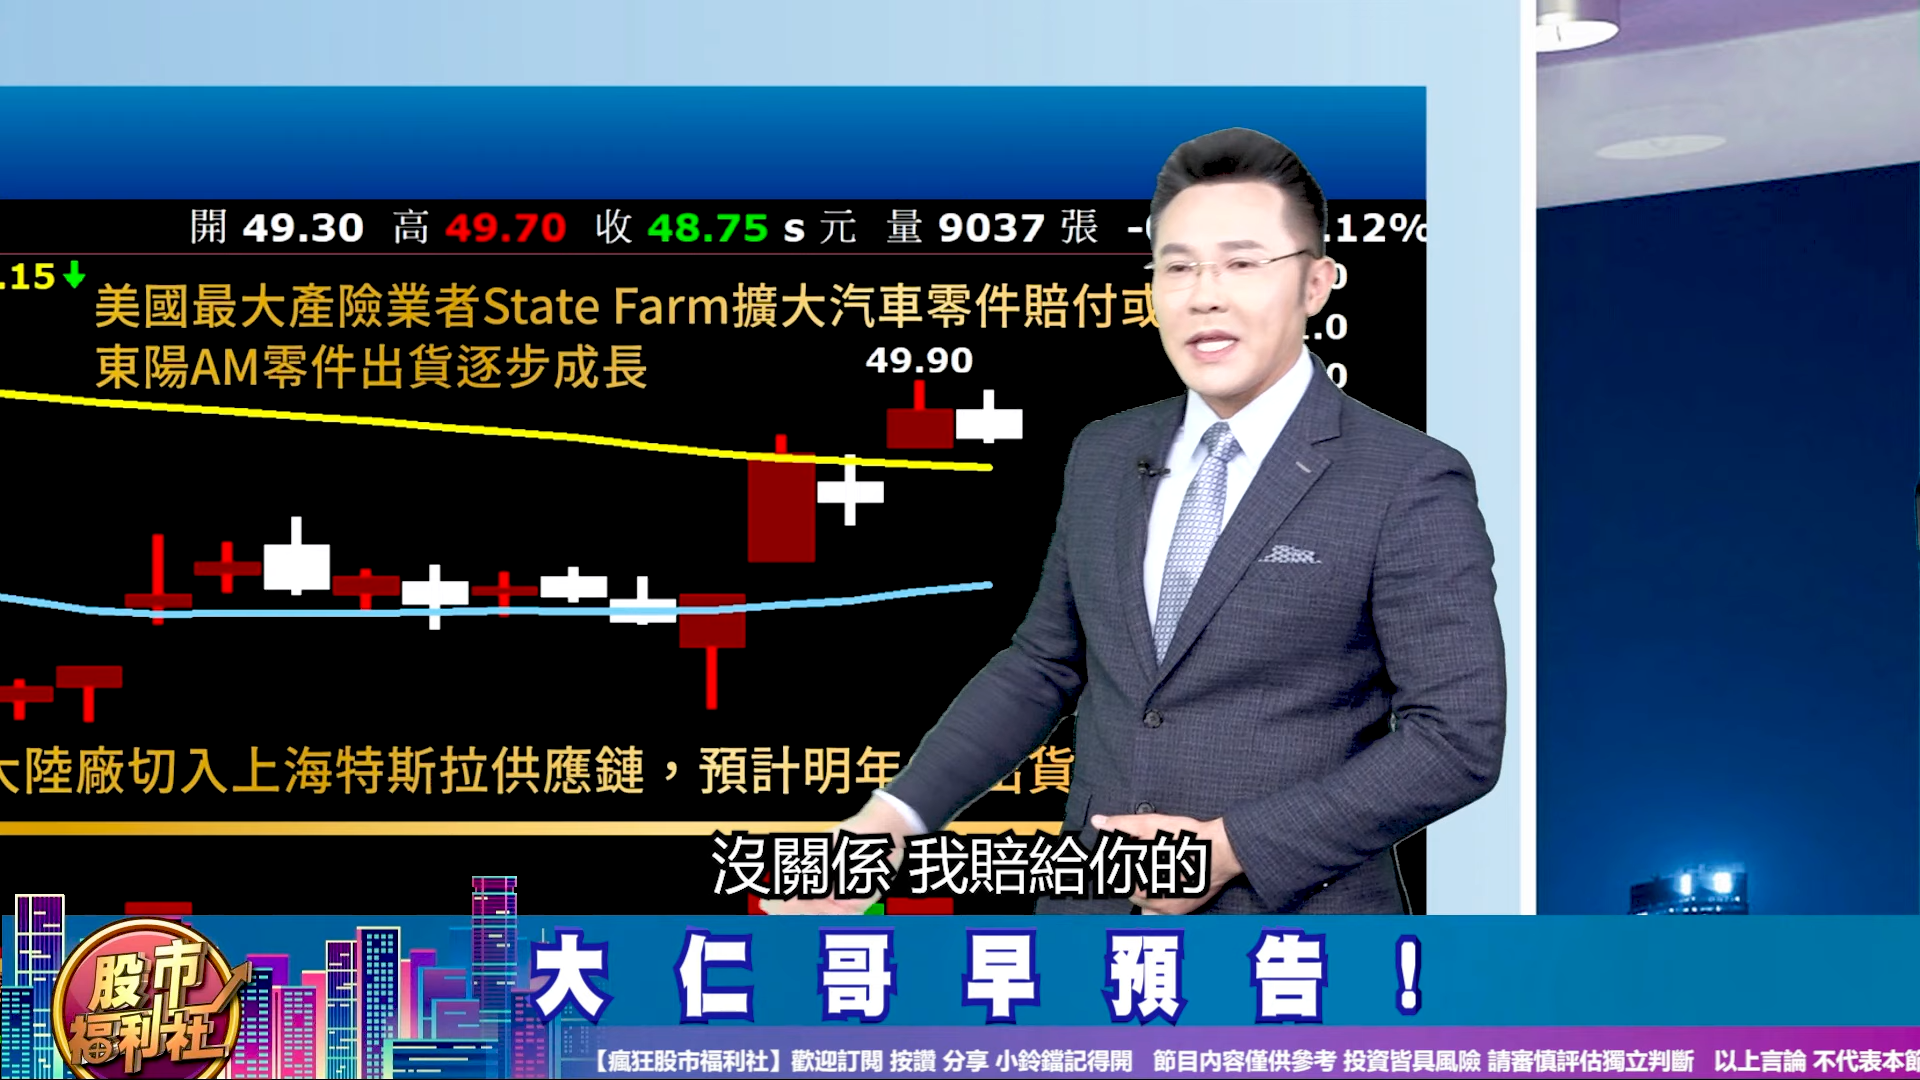 開 49.30 高 49.70 收 48.75 s 元 量 9037 張 .12%
.15
美國最大產險業者State Farm擴大汽車零件賠付或
東陽AM零件出貨逐步成長
49.90
大陸廠切入上海特斯拉供應鏈，預計明年 出貨
沒關係 我賠給你的
大仁哥早預告！
股市
福利社
【瘋狂股市福利社】歡迎訂閱 按讚 分享 小鈴鐺記得開 節目內容僅供參考 投資皆具風險 請審慎評估獨立判斷 以上言論 不代表本節